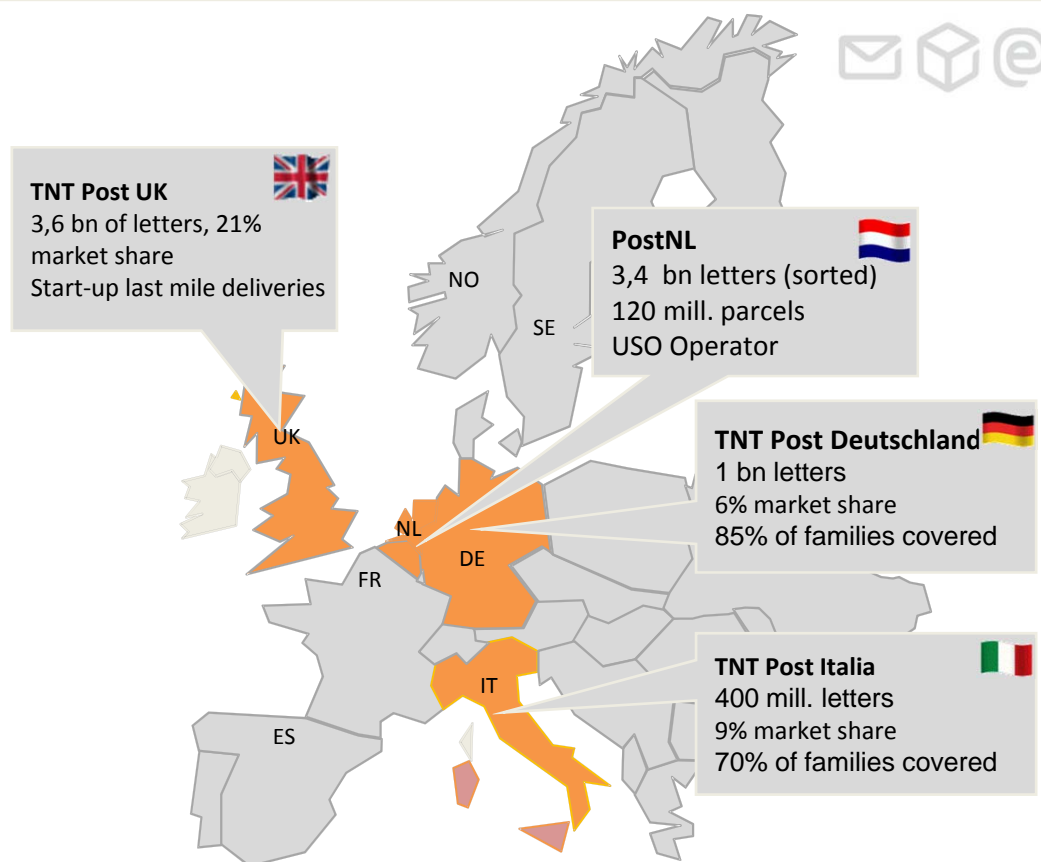 TNT Post UK
3,6 bn of letters, 21%
market share
Start-up last mile deliveries
PostNL
3,4 bn letters (sorted)
120 mill. parcels
USO Operator
TNT Post Deutschland
1 bn letters
6% market share
85% of families covered
TNT Post Italia
400 mill. letters
9% market share
70% of families covered
NO
SE
UK
NL
DE
FR
IT
ES